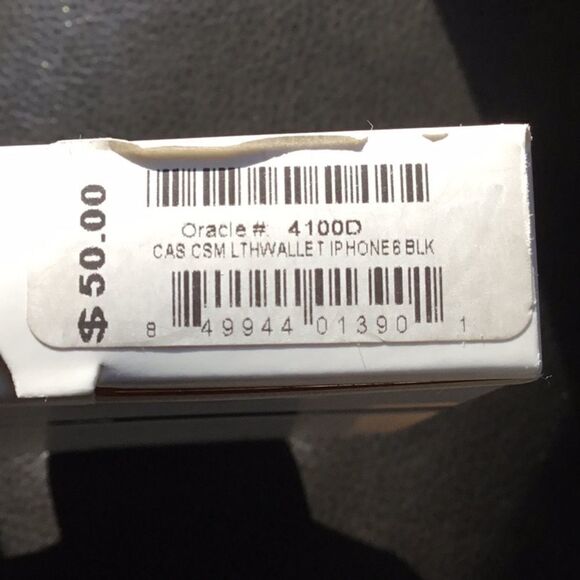 $50.00
Oracle #: 4100D
CAS CSM LTHWALLET IPHONE6 BLK
8 49944 01390 1